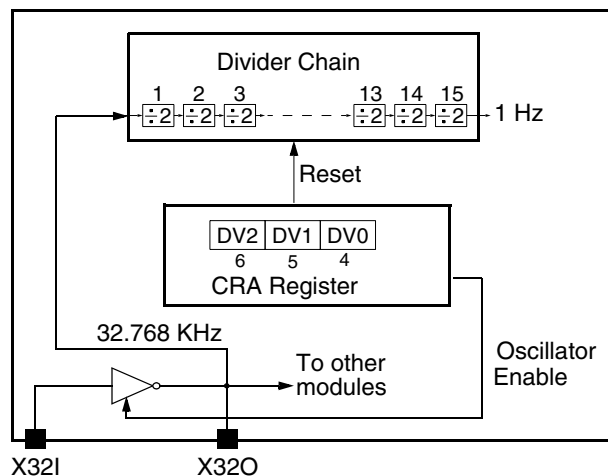 Divider Chain
1 2 3 13 14 15
÷2 ÷2 ÷2 ÷2 ÷2 ÷2 1 Hz
Reset
DV2 DV1 DV0
6 5 4
CRA Register
32.768 KHz
To other
modules
Oscillator
Enable
X32I X32O